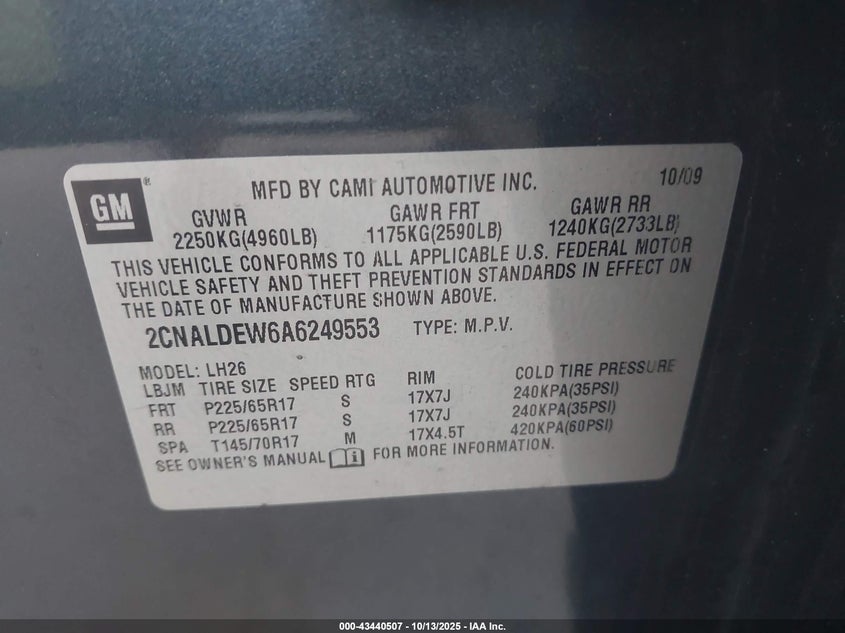 GM ®
MFD BY CAMI AUTOMOTIVE INC. 10/09
GVWR GAWR FRT GAWR RR
2250KG(4960LB) 1175KG(2590LB) 1240KG(2733LB)
THIS VEHICLE CONFORMS TO ALL APPLICABLE U.S. FEDERAL MOTOR
VEHICLE SAFETY AND THEFT PREVENTION STANDARDS IN EFFECT ON
THE DATE OF MANUFACTURE SHOWN ABOVE.
2CNALDEW6A6249553 TYPE: M.P.V.
MODEL: LH26
LBJM TIRE SIZE SPEED RTG RIM COLD TIRE PRESSURE
FRT P225/65R17 S 17X7J 240KPA(35PSI)
RR P225/65R17 S 17X7J 240KPA(35PSI)
SPA T145/70R17 M 17X4.5T 420KPA(60PSI)
SEE OWNER'S MANUAL FOR MORE INFORMATION.
000-43440507 - 10/13/2025 - IAA Inc.